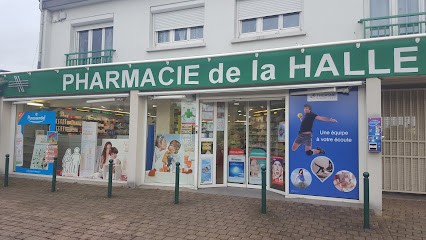 PHARMACIE de la HALLE
Une équipe
à votre écoute